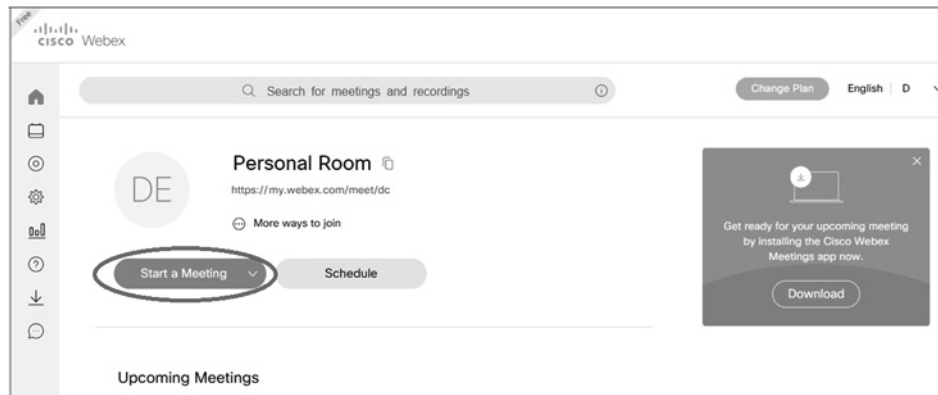 Free
cisco Webex
Search for meetings and recordings
Change Plan
English | D
Personal Room
https://my.webex.com/meet/dc
DE
More ways to join
Start a Meeting
Schedule
Get ready for your upcoming meeting
by installing the Cisco Webex
Meetings app now.
Download
Upcoming Meetings